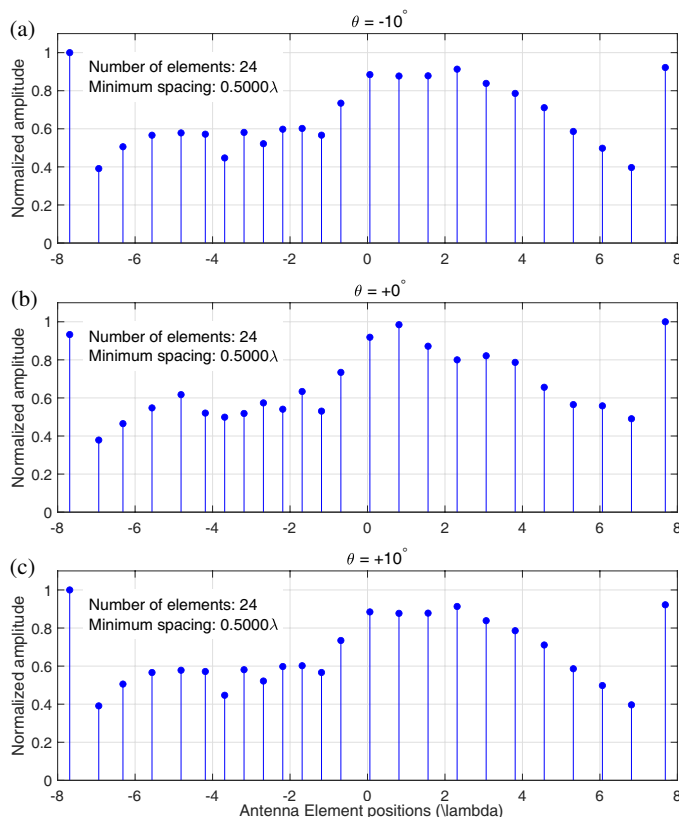 (a)
θ = -10°
Normalized amplitude
1
0.8
0.6
0.4
0.2
0
Number of elements: 24
Minimum spacing: 0.5000λ
-8 -6 -4 -2 0 2 4 6 8
(b)
θ = +0°
Normalized amplitude
1
0.8
0.6
0.4
0.2
0
Number of elements: 24
Minimum spacing: 0.5000λ
-8 -6 -4 -2 0 2 4 6 8
(c)
θ = +10°
Normalized amplitude
1
0.8
0.6
0.4
0.2
0
Number of elements: 24
Minimum spacing: 0.5000λ
-8 -6 -4 -2 0 2 4 6 8
Antenna Element positions (\lambda)